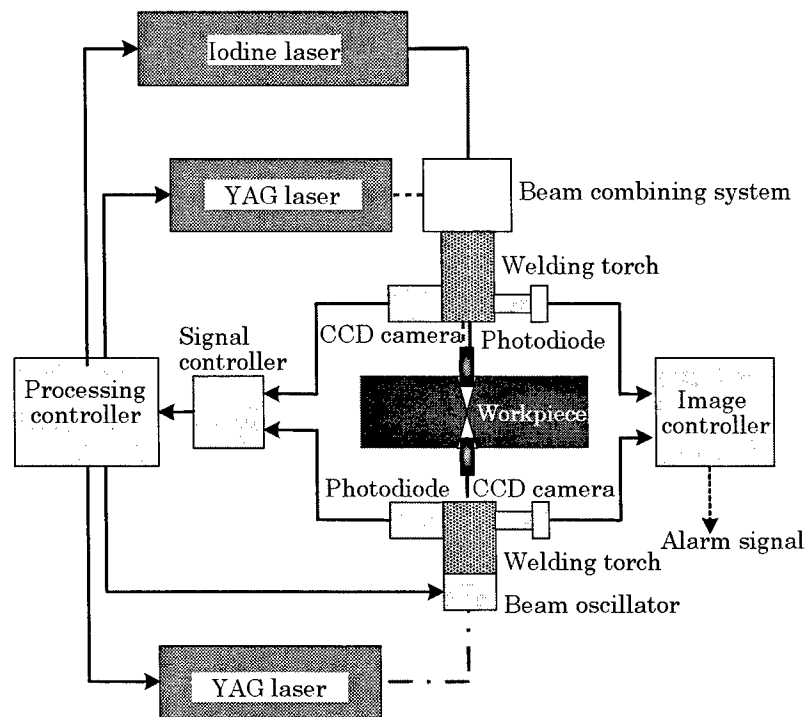 Iodine laser
YAG laser
Beam combining system
Welding torch
CCD camera
Photodiode
Signal
controller
Processing
controller
Workpiece
Image
controller
Photodiode
CCD camera
Alarm signal
Welding torch
Beam oscillator
YAG laser